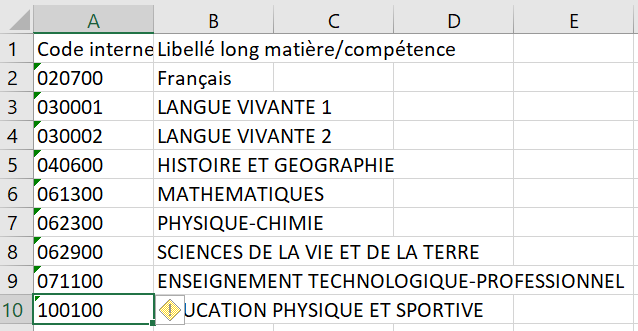 A B C D E
1 Code interne Libellé long matière/compétence
2 020700 Français
3 030001 LANGUE VIVANTE 1
4 030002 LANGUE VIVANTE 2
5 040600 HISTOIRE ET GEOGRAPHIE
6 061300 MATHEMATIQUES
7 062300 PHYSIQUE-CHIMIE
8 062900 SCIENCES DE LA VIE ET DE LA TERRE
9 071100 ENSEIGNEMENT TECHNOLOGIQUE-PROFESSIONNEL
10 100100 UCATION PHYSIQUE ET SPORTIVE